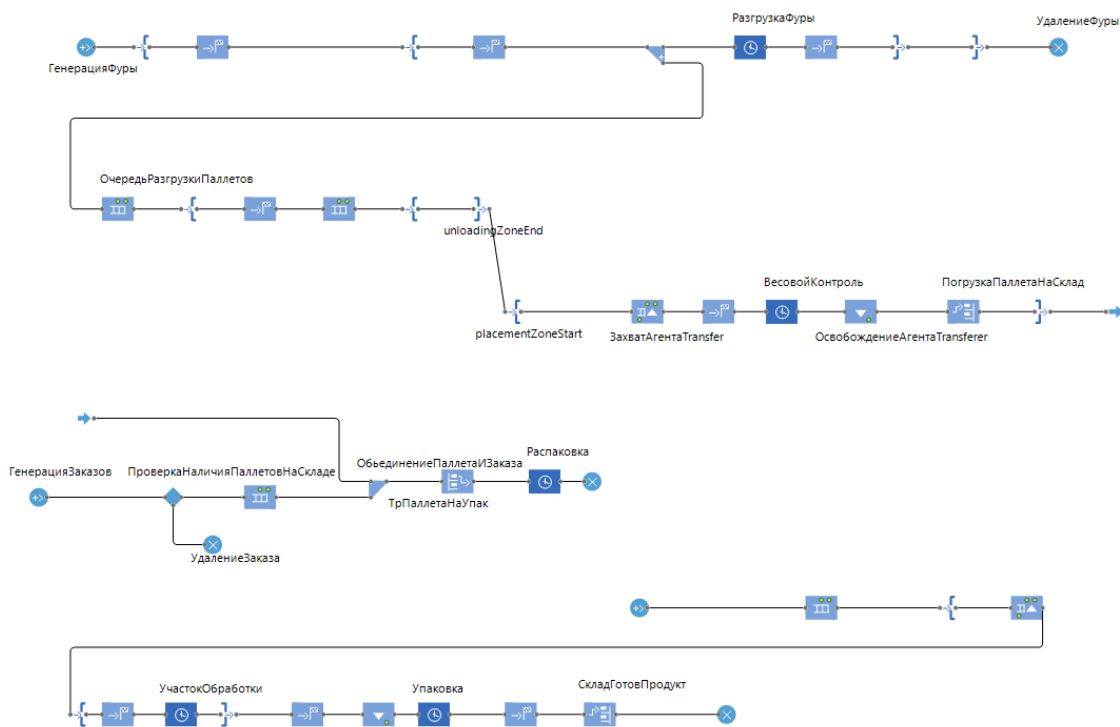 РазгрузкаФуры
УдалениеФуры
ГенерацияФуры
ОчередьРазгрузкиПаллетов
unloadingZoneEnd
ВесовойКонтроль
ПогрузкаПаллетаНаСклад
placementZoneStart
ЗахватАгентаTransfer
ОсвобождениеАгентаTransferer
ГенерацияЗаказов
ПроверкаНаличияПаллетовНаСкладе
ОбьединениеПаллетаИЗаказа
Распаковка
ТрПаллетаНаУпак
УдалениеЗаказа
УчастокОбработки
Упаковка
СкладГотовПродукт